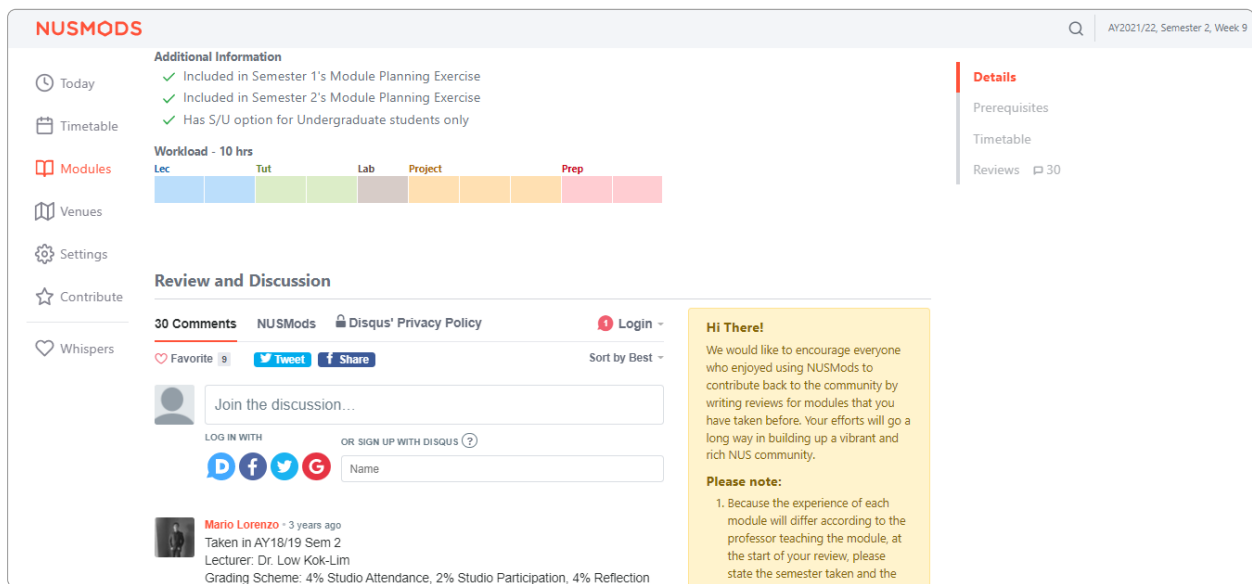 NUSMODS
AY2021/22, Semester 2, Week 9
Today
Timetable
Modules
Venues
Settings
Contribute
Whispers
Additional Information
Included in Semester 1's Module Planning Exercise
Included in Semester 2's Module Planning Exercise
Has S/U option for Undergraduate students only
Workload - 10 hrs
Lec Tut Lab Project Prep
Review and Discussion
30 Comments NUSMods Disqus' Privacy Policy 1 Login
Favorite 9 Tweet f Share Sort by Best
Join the discussion...
LOG IN WITH
OR SIGN UP WITH DISQUS ?
D f G
Name
Mario Lorenzo • 3 years ago
Taken in AY18/19 Sem 2
Lecturer: Dr. Low Kok-Lim
Grading Scheme: 4% Studio Attendance, 2% Studio Participation, 4% Reflection
Hi There!
We would like to encourage everyone
who enjoyed using NUSMods to
contribute back to the community by
writing reviews for modules that you
have taken before. Your efforts will go a
long way in building up a vibrant and
rich NUS community.
Please note:
1. Because the experience of each
module will differ according to the
professor teaching the module, at
the start of your review, please
state the semester taken and the
Details
Prerequisites
Timetable
Reviews 30